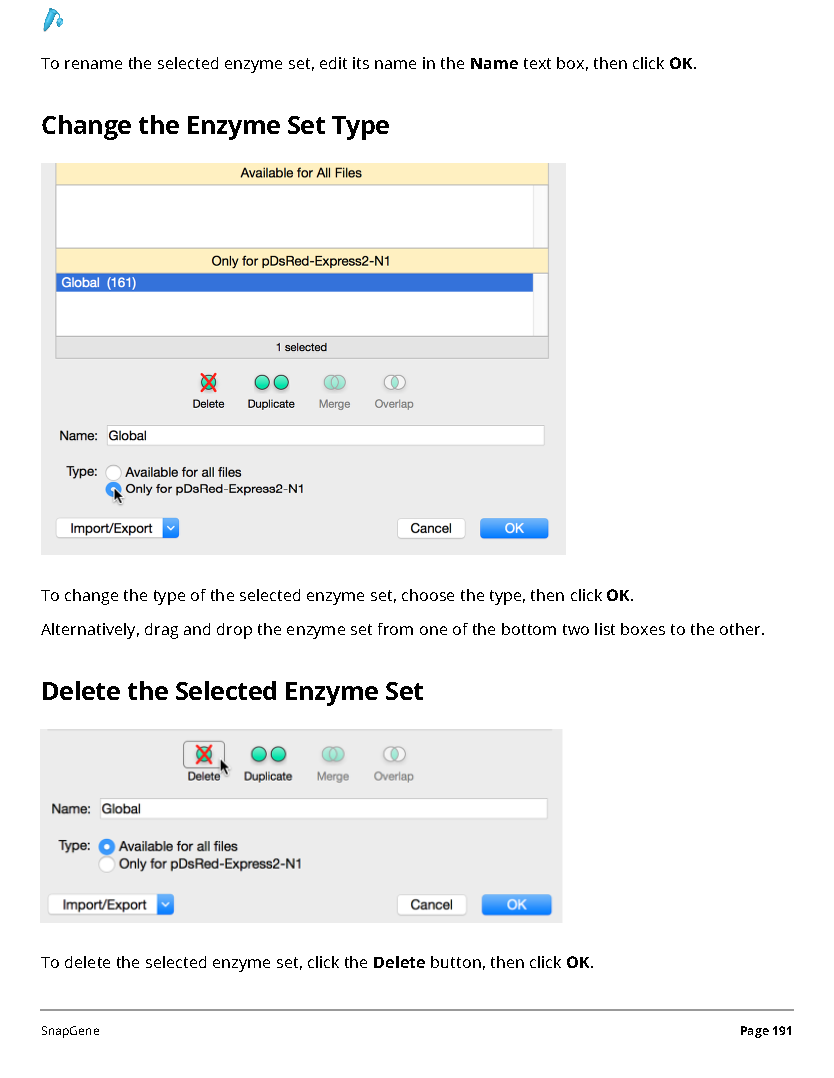 To rename the selected enzyme set, edit its name in the Name text box, then click OK.
Change the Enzyme Set Type
Available for All Files
Only for pDsRed-Express2-N1
Global (161)
1 selected
Delete Duplicate Merge Overlap
Name: Global
Type: Available for all files
Only for pDsRed-Express2-N1
Import/Export Cancel OK
To change the type of the selected enzyme set, choose the type, then click OK.
Alternatively, drag and drop the enzyme set from one of the bottom two list boxes to the other.
Delete the Selected Enzyme Set
Delete Duplicate Merge Overlap
Name: Global
Type: Available for all files
Only for pDsRed-Express2-N1
Import/Export Cancel OK
To delete the selected enzyme set, click the Delete button, then click OK.
SnapGene Page 191